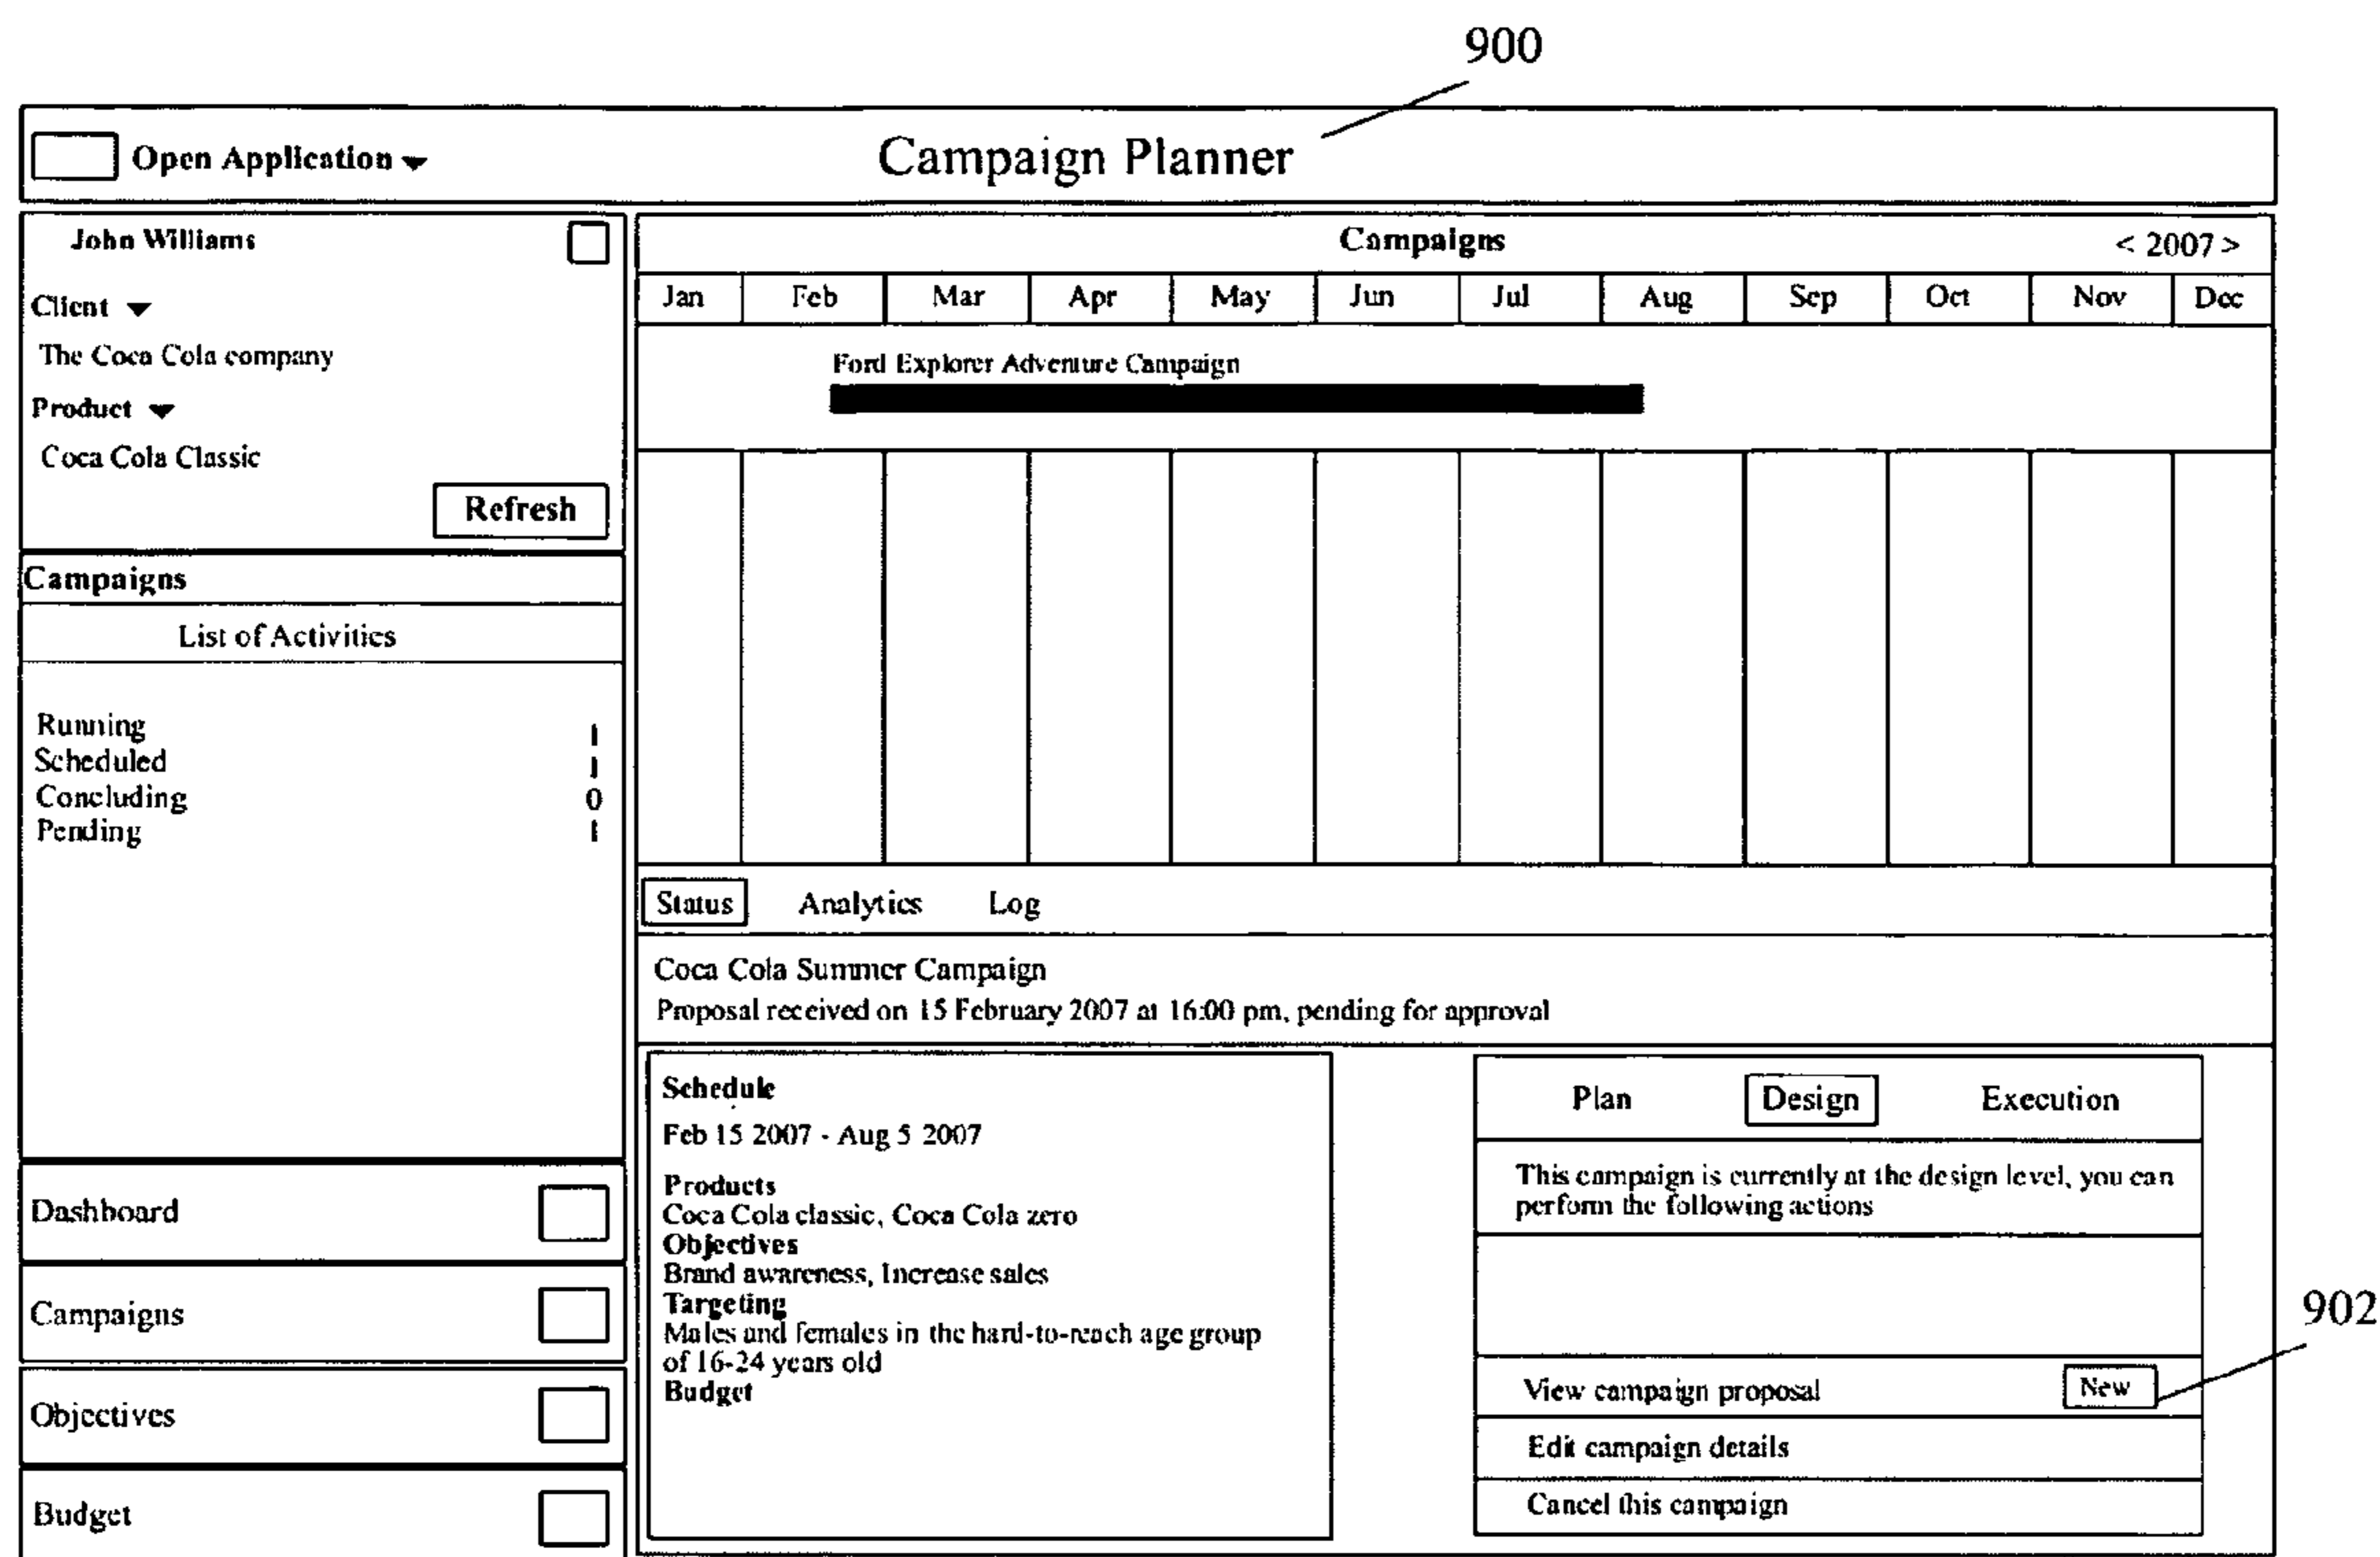 900
Open Application
Campaign Planner
John Williams
Client
The Coca Cola company
Product
Coca Cola Classic
Refresh
Campaigns
List of Activities
Running 1
Scheduled 1
Concluding 0
Pending 1
Dashboard
Campaigns
Objectives
Budget
Campaigns < 2007 >
Jan Feb Mar Apr May Jun Jul Aug Sep Oct Nov Dec
Ford Explorer Adventure Campaign
Status Analytics Log
Coca Cola Summer Campaign
Proposal received on 15 February 2007 at 16:00 pm, pending for approval
Schedule
Feb 15 2007 - Aug 5 2007
Products
Coca Cola classic, Coca Cola zero
Objectives
Brand awareness, Increase sales
Targeting
Males and females in the hard-to-reach age group
of 16-24 years old
Budget
Plan Design Execution
This campaign is currently at the design level, you can
perform the following actions
View campaign proposal New
902
Edit campaign details
Cancel this campaign